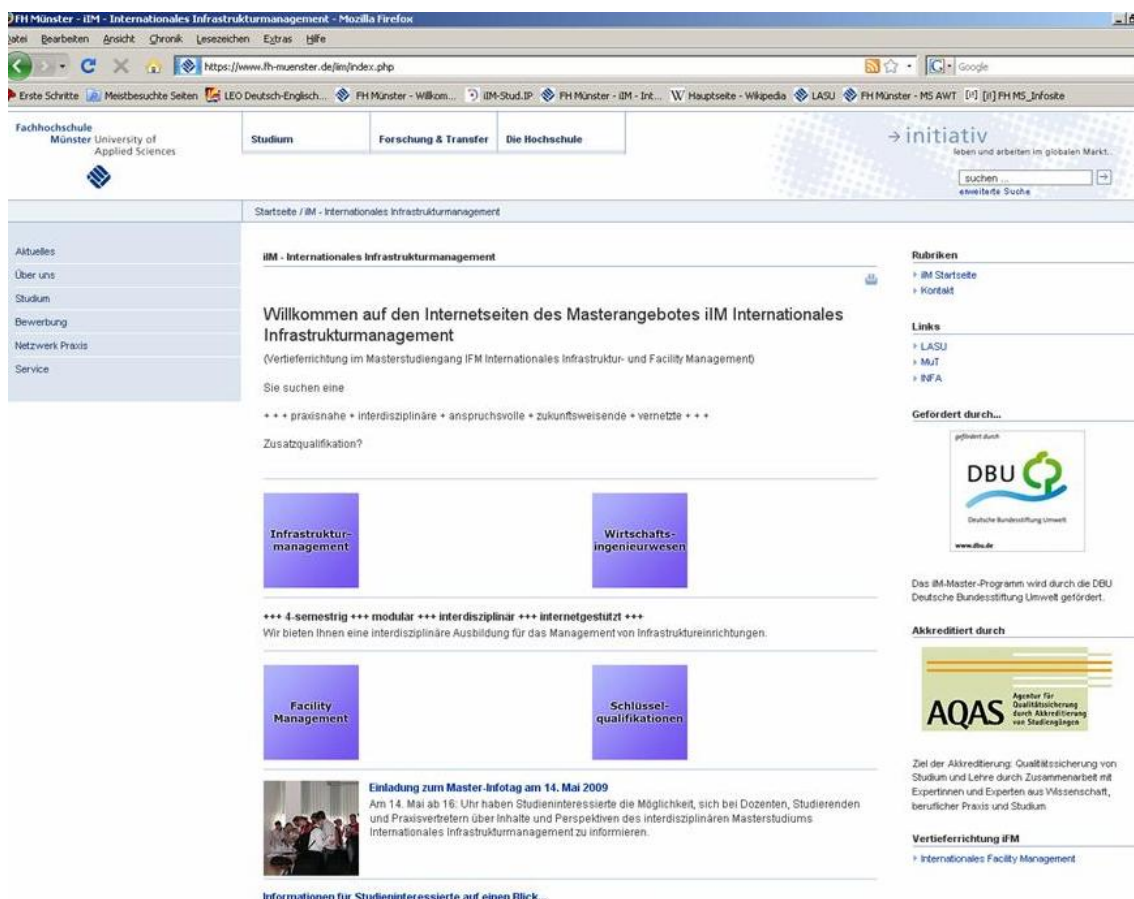 FH Münster - iIM - Internationales Infrastrukturmanagement - Mozilla Firefox
Datei Bearbeiten Ansicht Chronik Lesezeichen Extras Hilfe
https://www.fh-muenster.de/iim/index.php
Google
Erste Schritte Meistbesuchte Seiten LEO Deutsch-Englisch... FH Münster - Willkom... iIM-Stud.IP FH Münster - iIM - Int... Hauptseite - Wikipedia LASU FH Münster - MS AWT [ii] FH MS_Infosite
Fachhochschule
Münster University of
Applied Sciences
Studium Forschung & Transfer Die Hochschule
→ initiativ
leben und arbeiten im globalen Markt..
suchen ...
erweiterte Suche
Startseite / iIM - Internationales Infrastrukturmanagement
Aktuelles
Über uns
Studium
Bewerbung
Netzwerk Praxis
Service
iIM - Internationales Infrastrukturmanagement
Willkommen auf den Internetseiten des Masterangebotes iIM Internationales
Infrastrukturmanagement
(Vertieferrichtung im Masterstudiengang IFM Internationales Infrastruktur- und Facility Management)
Sie suchen eine
+ + + praxisnahe + interdisziplinäre + anspruchsvolle + zukunftsweisende + vernetzte + + +
Zusatzqualifikation?
Infrastruktur-
management
Wirtschafts-
ingenieurwesen
+++ 4-semestrig +++ modular +++ interdisziplinär +++ internetgestützt +++
Wir bieten Ihnen eine interdisziplinäre Ausbildung für das Management von Infrastruktureinrichtungen.
Facility
Management
Schlüssel-
qualifikationen
Einladung zum Master-Infotag am 14. Mai 2009
Am 14. Mai ab 16: Uhr haben Studieninteressierte die Möglichkeit, sich bei Dozenten, Studierenden
und Praxisvertretern über Inhalte und Perspektiven des interdisziplinären Masterstudiums
Internationales Infrastrukturmanagement zu informieren.
Informationen für Studieninteressierte auf einen Blick...
Rubriken
iIM Startseite
Kontakt
Links
LASU
MuT
INFA
Gefördert durch...
gefördert durch
DBU
Deutsche Bundesstiftung Umwelt
www.dbu.de
Das iIM-Master-Programm wird durch die DBU
Deutsche Bundesstiftung Umwelt gefördert.
Akkreditiert durch
AQAS
Agentur für
Qualitätssicherung
durch Akkreditierung
von Studiengängen
Ziel der Akkreditierung: Qualitätssicherung von
Studium und Lehre durch Zusammenarbeit mit
Expertinnen und Experten aus Wissenschaft,
beruflicher Praxis und Studium
Vertieferrichtung iFM
Internationales Facility Management